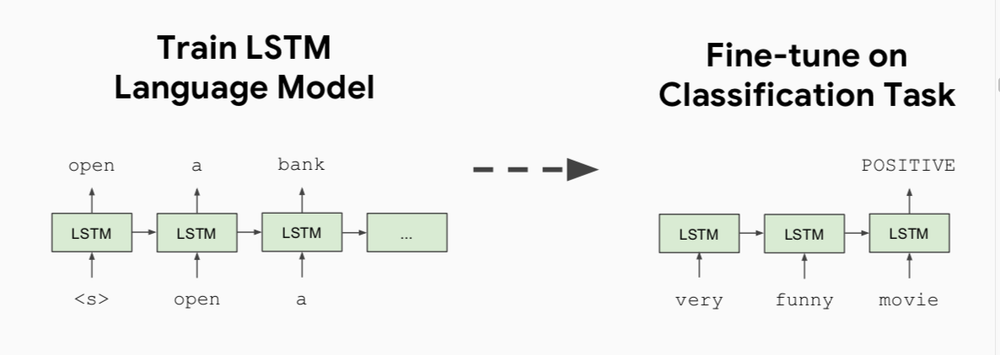 Train LSTM
Language Model
open a bank
LSTM LSTM LSTM ...
<s> open a
Fine-tune on
Classification Task
POSITIVE
LSTM LSTM LSTM
very funny movie